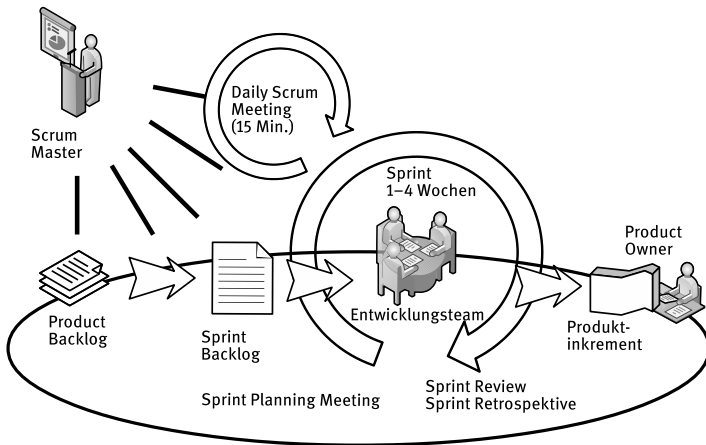 Daily Scrum
Meeting
(15 Min.)
Scrum
Master
Sprint
1–4 Wochen
Product
Owner
Product
Backlog
Sprint
Backlog
Entwicklungsteam
Produkt-
inkrement
Sprint Planning Meeting
Sprint Review
Sprint Retrospektive